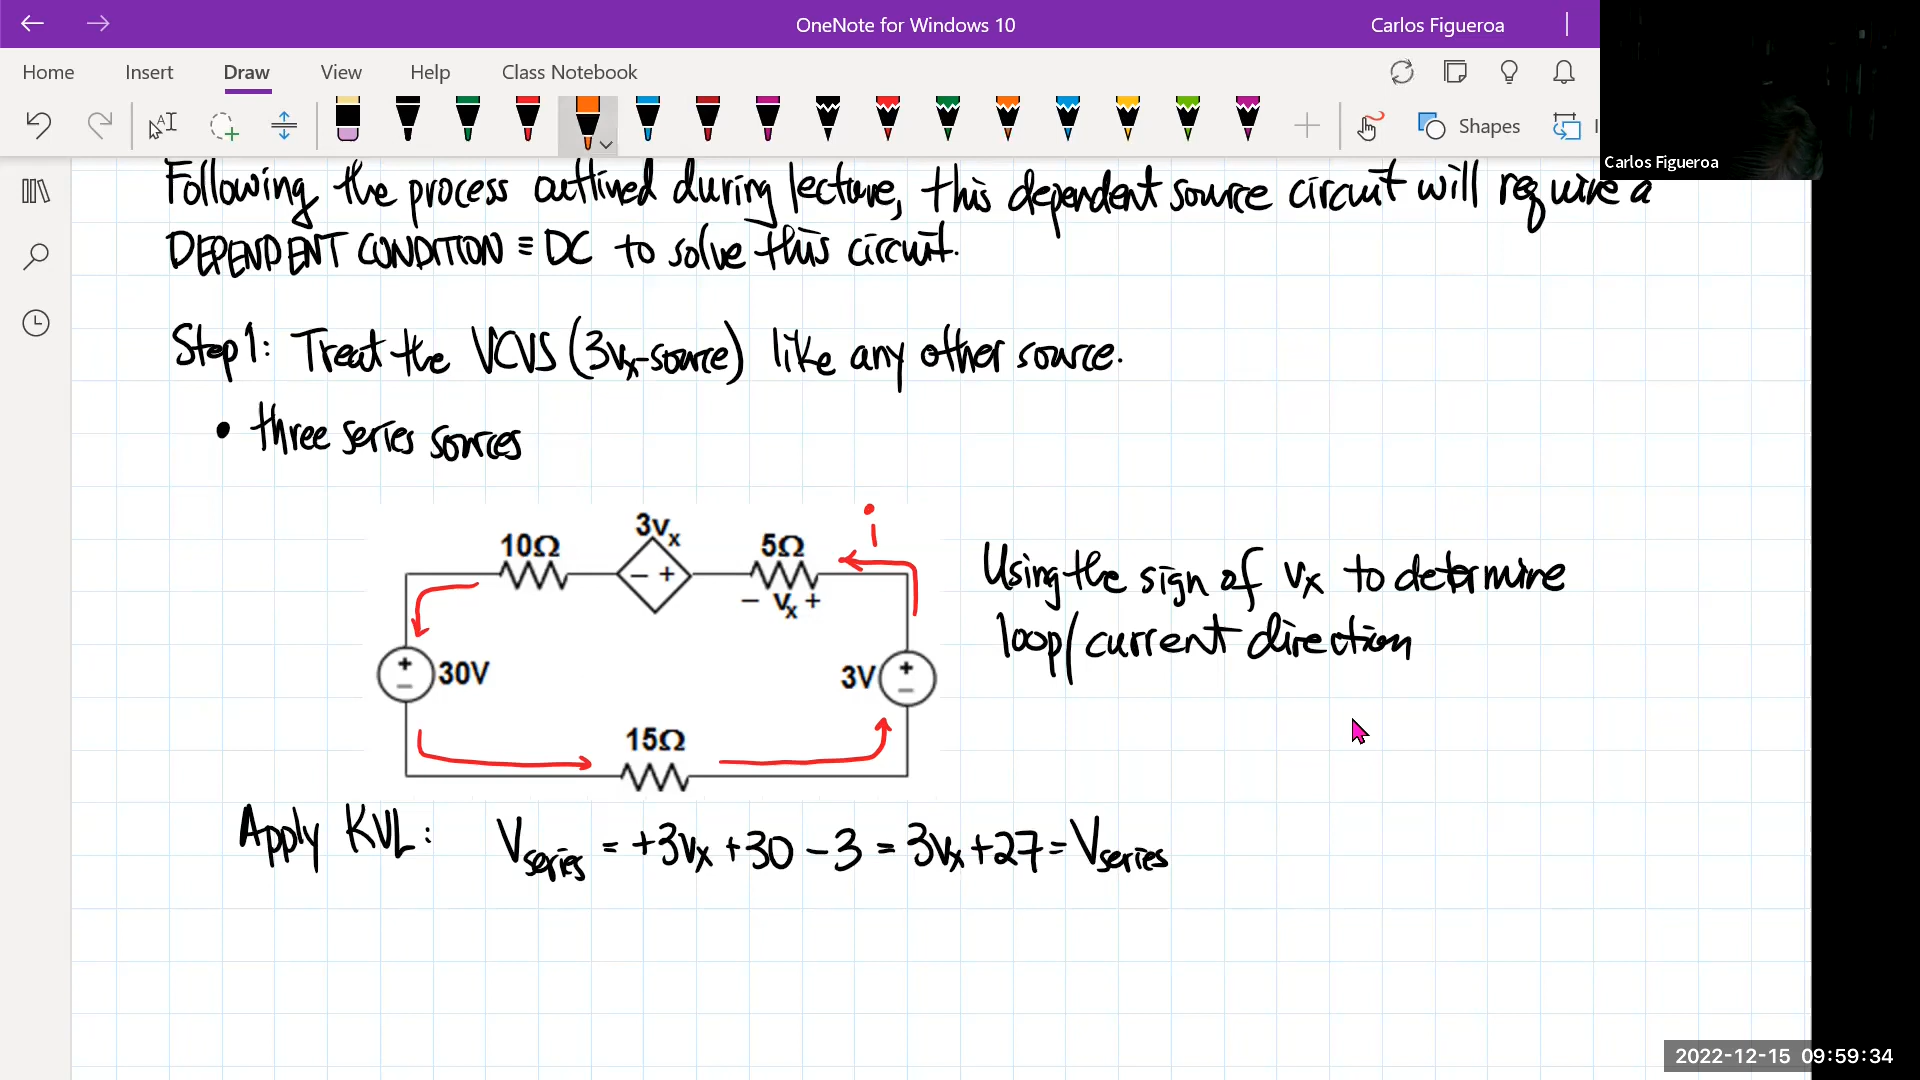 OneNote for Windows 10
Carlos Figueroa
Home Insert Draw View Help Class Notebook
Shapes
Carlos Figueroa
Following the process outlined during lecture, this dependent source circuit will require a
DEPENDENT CONDITION ≡ DC to solve this circuit.
Step 1: Treat the VCVS (3vx-source) like any other source.
• three series sources
i
10Ω 3vx 5Ω
− +
− vx +
Using the sign of vx to determine
loop/current direction
+ − 30V
3V + −
15Ω
Apply KVL: Vseries = +3vx +30 −3 = 3vx +27 = Vseries
2022-12-15 09:59:34